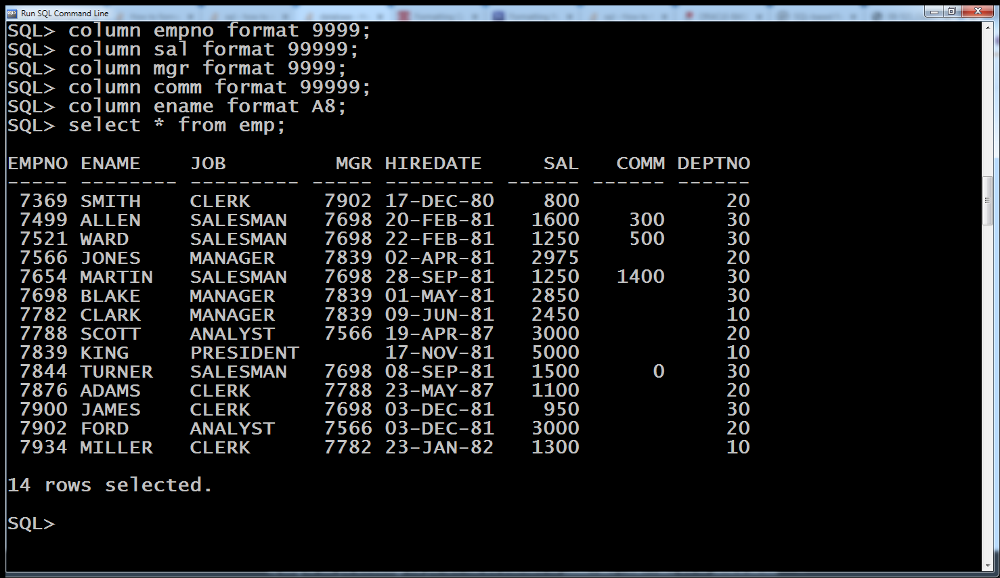 Run SQL Command Line
SQL> column empno format 9999;
SQL> column sal format 99999;
SQL> column mgr format 9999;
SQL> column comm format 99999;
SQL> column ename format A8;
SQL> select * from emp;
EMPNO ENAME    JOB         MGR HIREDATE     SAL   COMM DEPTNO
----- -------- --------- ----- --------- ------ ------ ------
 7369 SMITH    CLERK      7902 17-DEC-80    800            20
 7499 ALLEN    SALESMAN   7698 20-FEB-81   1600    300     30
 7521 WARD     SALESMAN   7698 22-FEB-81   1250    500     30
 7566 JONES    MANAGER    7839 02-APR-81   2975            20
 7654 MARTIN   SALESMAN   7698 28-SEP-81   1250   1400     30
 7698 BLAKE    MANAGER    7839 01-MAY-81   2850            30
 7782 CLARK    MANAGER    7839 09-JUN-81   2450            10
 7788 SCOTT    ANALYST    7566 19-APR-87   3000            20
 7839 KING     PRESIDENT       17-NOV-81   5000            10
 7844 TURNER   SALESMAN   7698 08-SEP-81   1500      0     30
 7876 ADAMS    CLERK      7788 23-MAY-87   1100            20
 7900 JAMES    CLERK      7698 03-DEC-81    950            30
 7902 FORD     ANALYST    7566 03-DEC-81   3000            20
 7934 MILLER   CLERK      7782 23-JAN-82   1300            10
14 rows selected.
SQL>